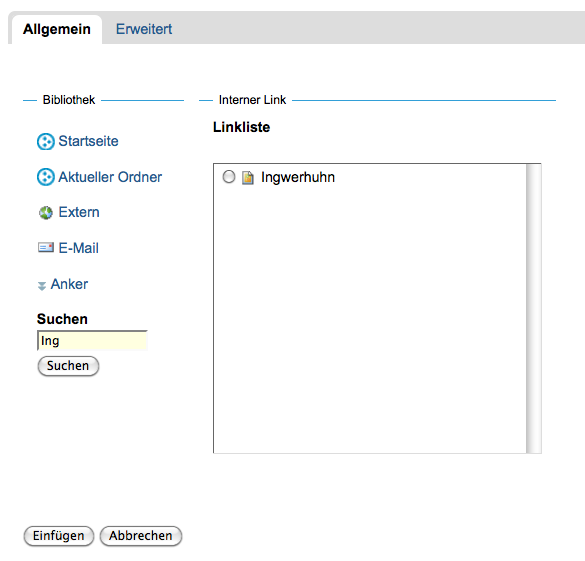 Allgemein Erweitert
Bibliothek
Startseite
Aktueller Ordner
Extern
E-Mail
Anker
Suchen
Ing
Suchen
Interner Link
Linkliste
Ingwerhuhn
Einfügen Abbrechen